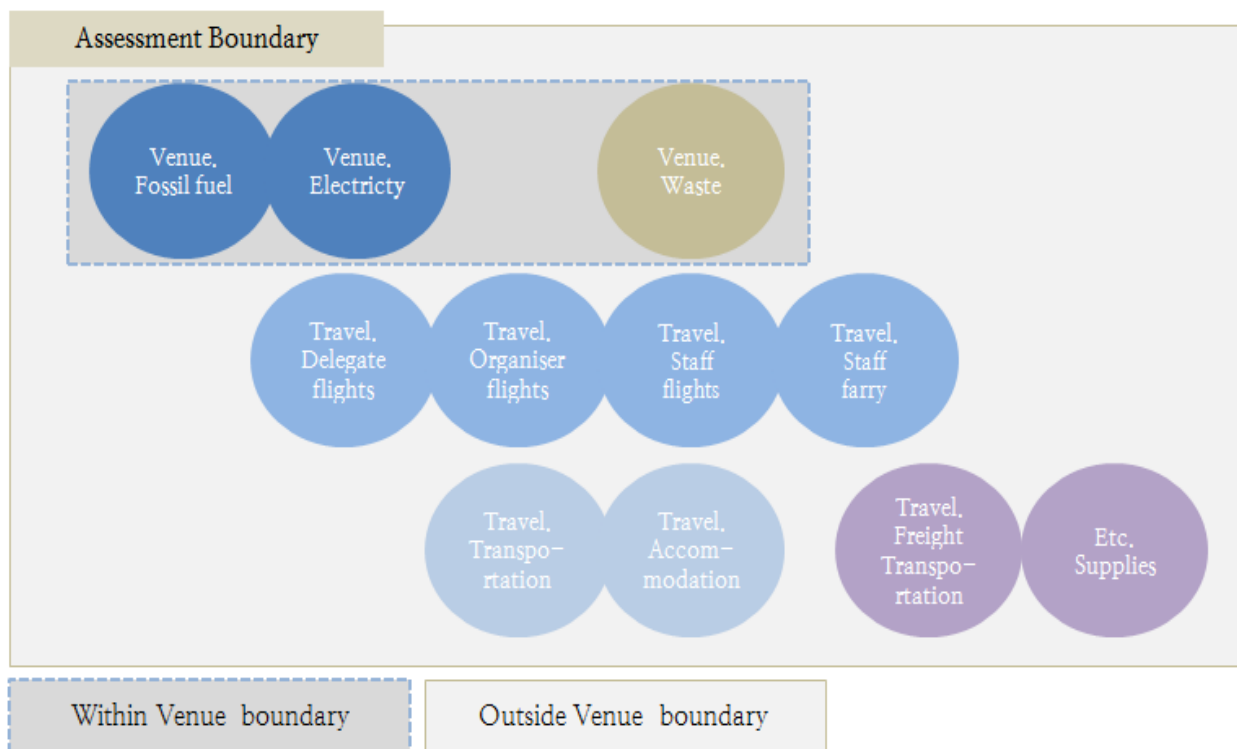 Assessment Boundary
Venue.
Fossil fuel
Venue.
Electricty
Venue.
Waste
Travel.
Delegate
flights
Travel.
Organiser
flights
Travel.
Staff
flights
Travel.
Staff
farry
Travel.
Transpo-
rtation
Travel.
Accom-
modation
Travel.
Freight
Transpo-
rtation
Etc.
Supplies
Within Venue boundary
Outside Venue boundary